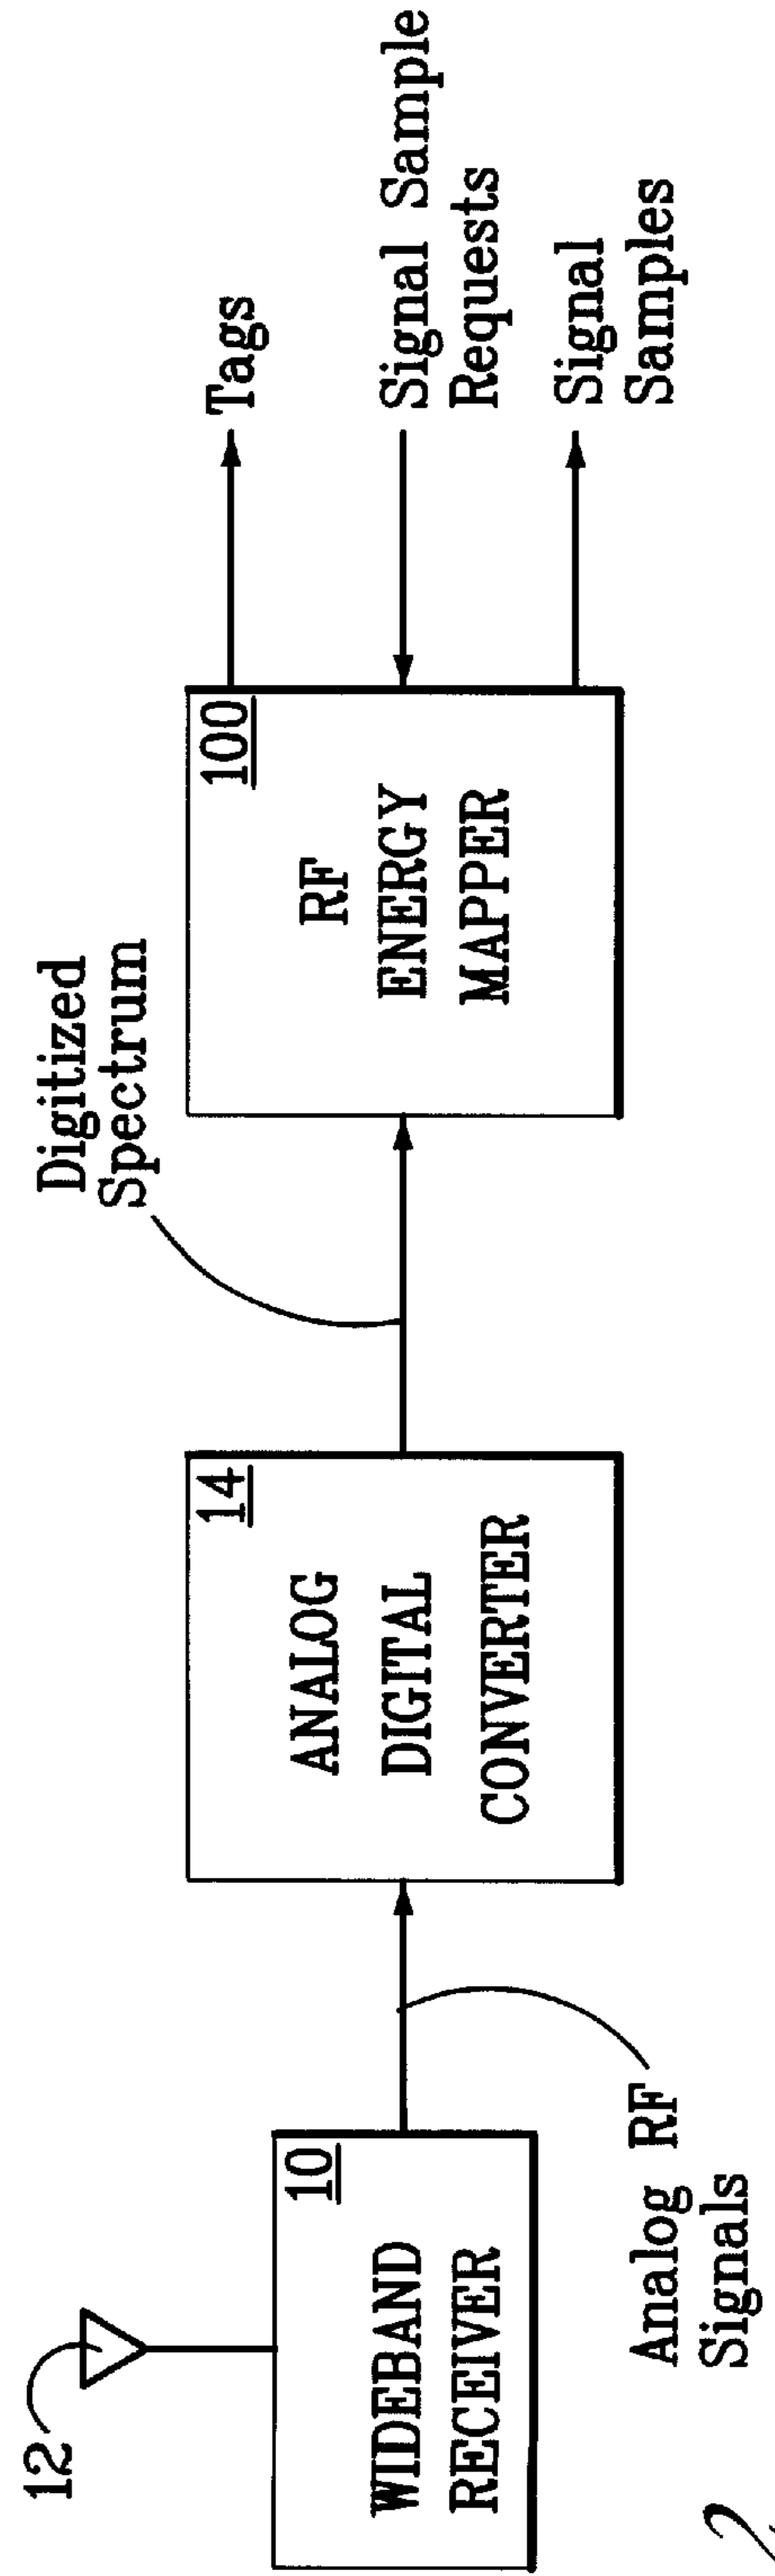 12
10
WIDEBAND
RECEIVER
Analog RF
Signals
14
ANALOG
DIGITAL
CONVERTER
Digitized
Spectrum
100
RF
ENERGY
MAPPER
Tags
Signal Sample
Requests
Signal
Samples
2